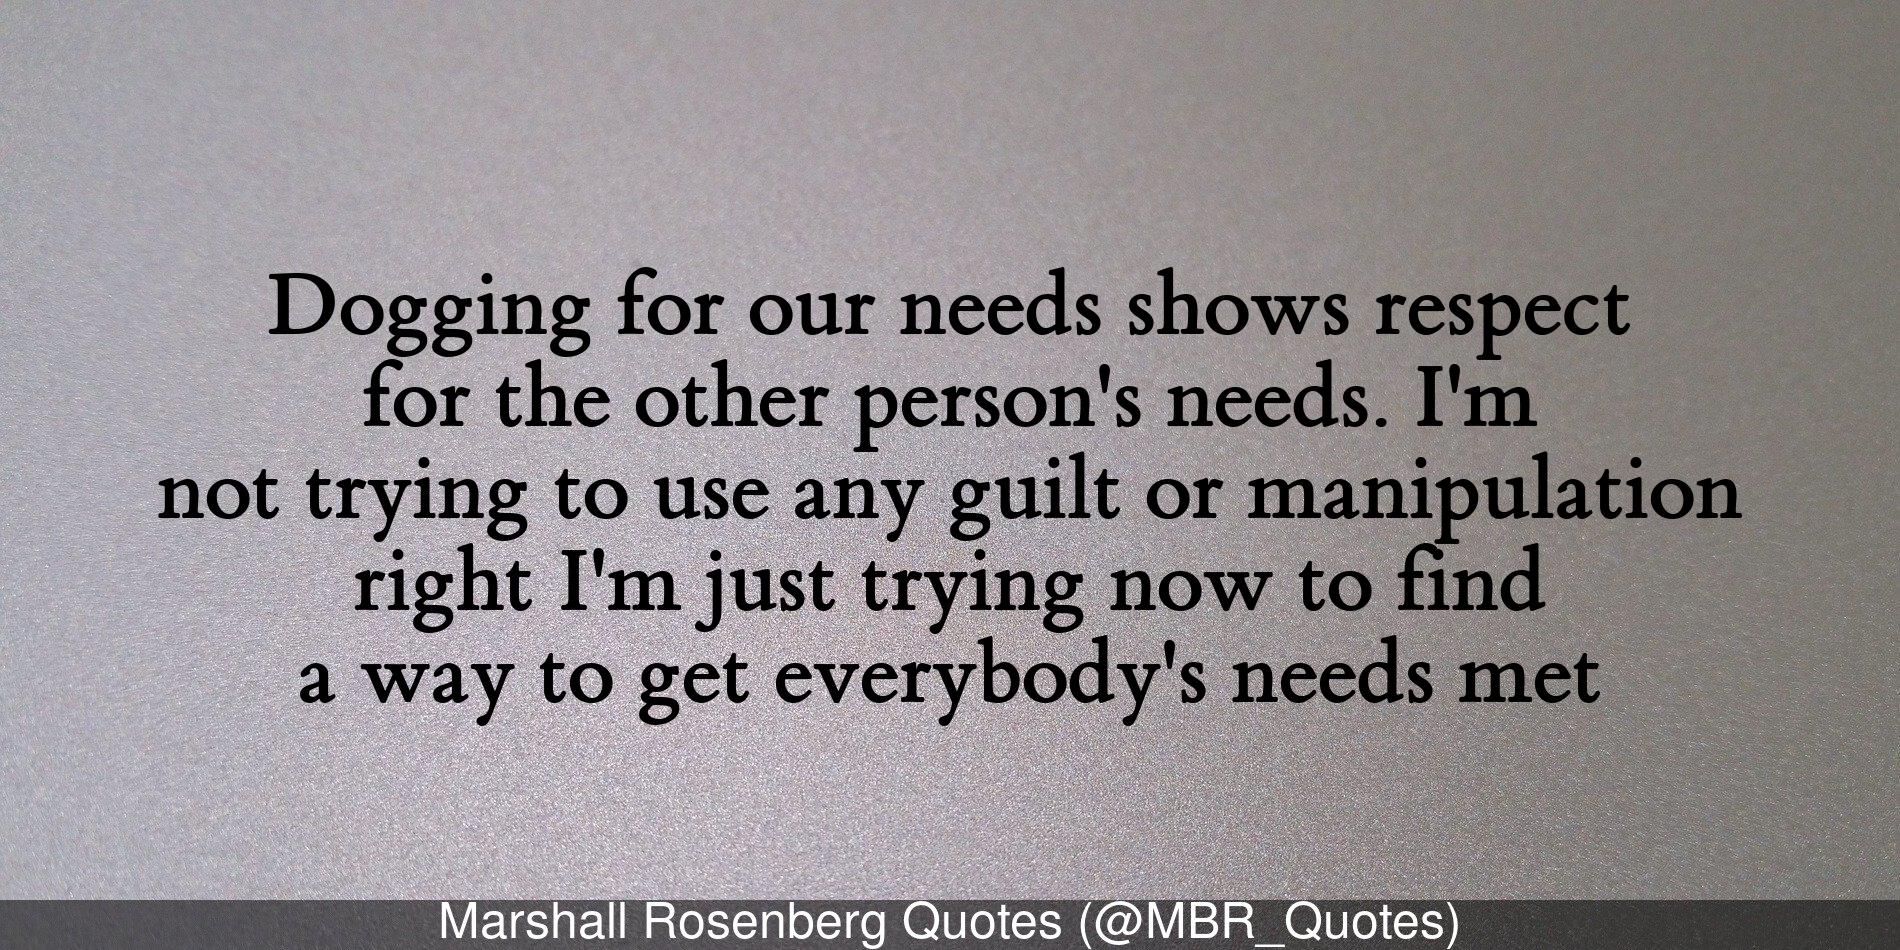 Dogging for our needs shows respect
for the other person's needs. I'm
not trying to use any guilt or manipulation
right I'm just trying now to find
a way to get everybody's needs met
Marshall Rosenberg Quotes (@MBR_Quotes)